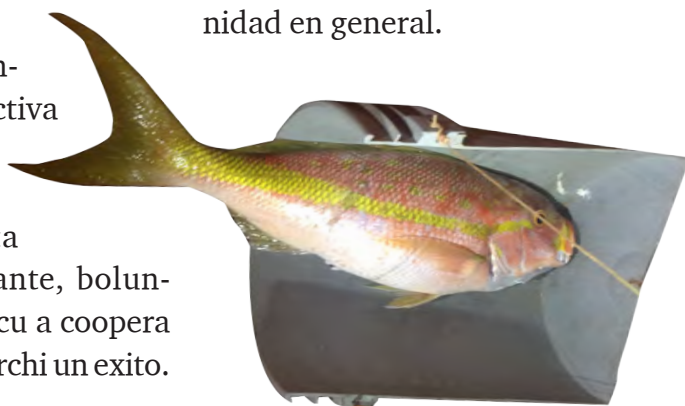 n-
ctiva
ante, bolun-
cu a coopera
rchi un exito.
nidad en general.